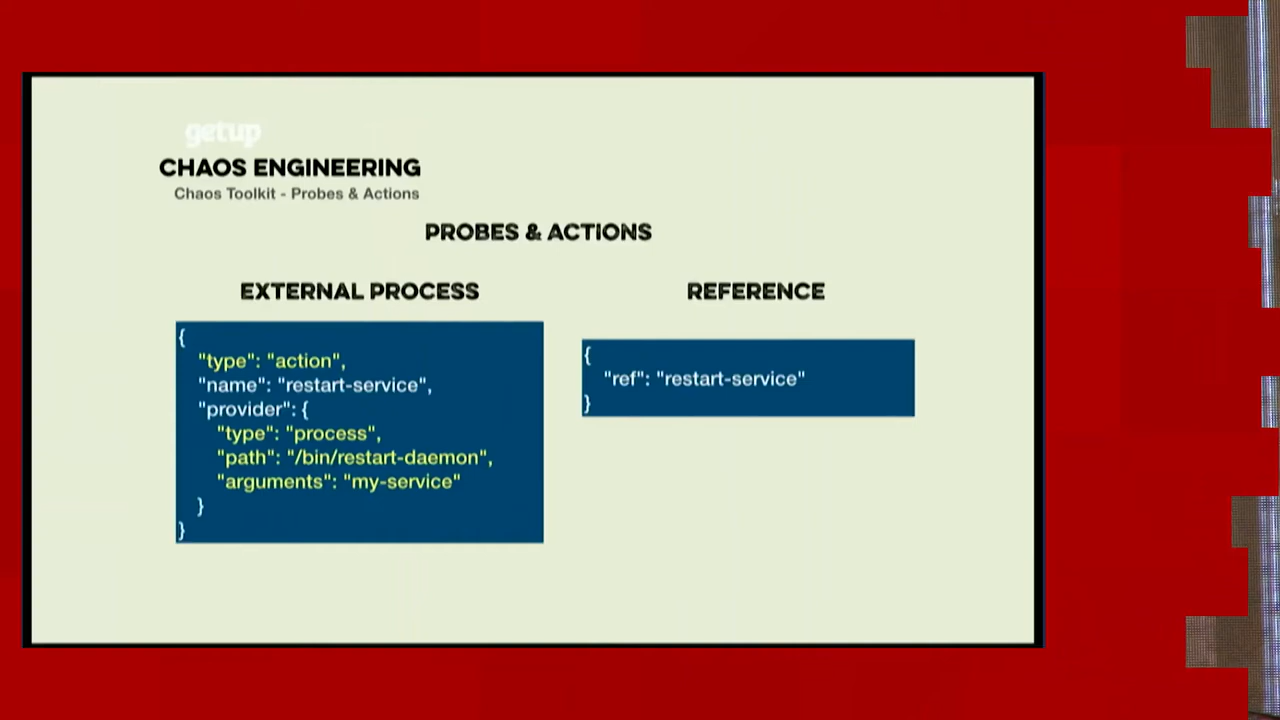 getup
CHAOS ENGINEERING
Chaos Toolkit - Probes & Actions
PROBES & ACTIONS
EXTERNAL PROCESS
{
"type": "action",
"name": "restart-service",
"provider": {
"type": "process",
"path": "/bin/restart-daemon",
"arguments": "my-service"
}
}
REFERENCE
{
"ref": "restart-service"
}